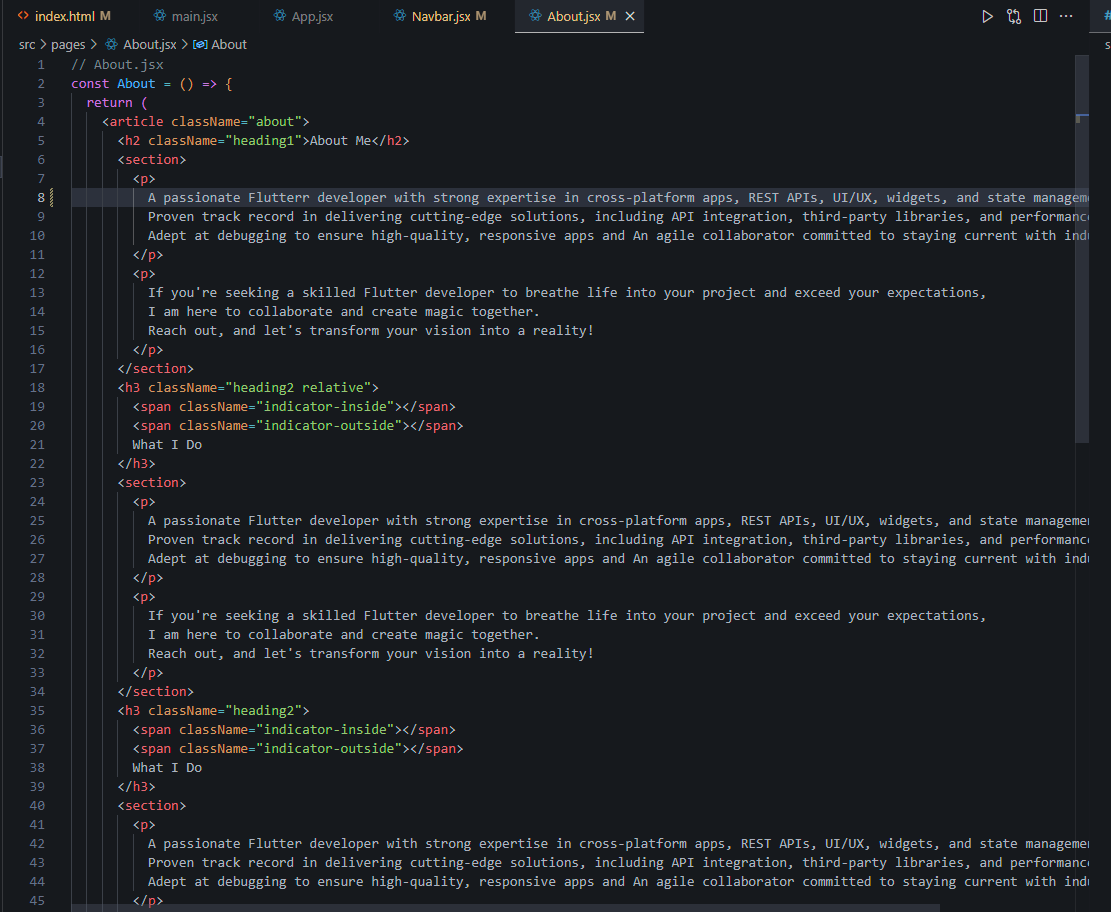 index.html M main.jsx App.jsx Navbar.jsx M About.jsx M
src > pages > About.jsx > About
1 // About.jsx
2 const About = () => {
3 return (
4 <article className="about">
5 <h2 className="heading1">About Me</h2>
6 <section>
7 <p>
8 A passionate Flutterr developer with strong expertise in cross-platform apps, REST APIs, UI/UX, widgets, and state managem
9 Proven track record in delivering cutting-edge solutions, including API integration, third-party libraries, and performanc
10 Adept at debugging to ensure high-quality, responsive apps and An agile collaborator committed to staying current with ind
11 </p>
12 <p>
13 If you're seeking a skilled Flutter developer to breathe life into your project and exceed your expectations,
14 I am here to collaborate and create magic together.
15 Reach out, and let's transform your vision into a reality!
16 </p>
17 </section>
18 <h3 className="heading2 relative">
19 <span className="indicator-inside"></span>
20 <span className="indicator-outside"></span>
21 What I Do
22 </h3>
23 <section>
24 <p>
25 A passionate Flutter developer with strong expertise in cross-platform apps, REST APIs, UI/UX, widgets, and state manageme
26 Proven track record in delivering cutting-edge solutions, including API integration, third-party libraries, and performanc
27 Adept at debugging to ensure high-quality, responsive apps and An agile collaborator committed to staying current with ind
28 </p>
29 <p>
30 If you're seeking a skilled Flutter developer to breathe life into your project and exceed your expectations,
31 I am here to collaborate and create magic together.
32 Reach out, and let's transform your vision into a reality!
33 </p>
34 </section>
35 <h3 className="heading2">
36 <span className="indicator-inside"></span>
37 <span className="indicator-outside"></span>
38 What I Do
39 </h3>
40 <section>
41 <p>
42 A passionate Flutter developer with strong expertise in cross-platform apps, REST APIs, UI/UX, widgets, and state manageme
43 Proven track record in delivering cutting-edge solutions, including API integration, third-party libraries, and performanc
44 Adept at debugging to ensure high-quality, responsive apps and An agile collaborator committed to staying current with ind
45 </p>